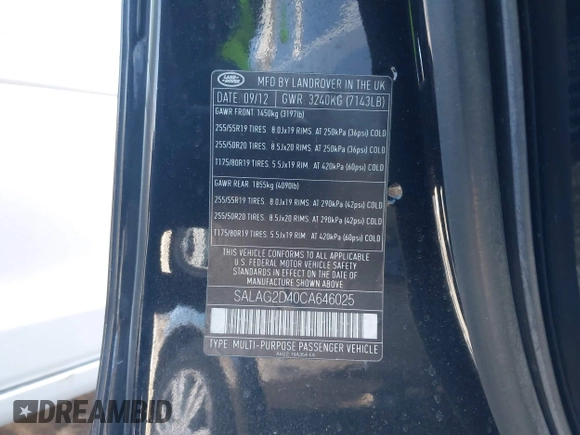 LAND ROVER
MFD BY LANDROVER IN THE UK
DATE: 09/12 GWR: 3240KG (7143LB)
GAWR FRONT: 1450kg (3197lb)
255/55R19 TIRES. 8.0Jx19 RIMS. AT 250kPa (36psi) COLD
255/50R20 TIRES. 8.5Jx20 RIMS. AT 250kPa (36psi) COLD
T175/80R19 TIRES. 5.5Jx19 RIM. AT 420kPa (60psi) COLD
GAWR REAR: 1855kg (4090lb)
255/55R19 TIRES. 8.0Jx19 RIMS. AT 290kPa (42psi) COLD
255/50R20 TIRES. 8.5Jx20 RIMS. AT 290kPa (42psi) COLD
T175/80R19 TIRES. 5.5Jx19 RIM. AT 420kPa (60psi) COLD
THIS VEHICLE CONFORMS TO ALL APPLICABLE
U.S. FEDERAL MOTOR VEHICLE SAFETY
STANDARDS IN EFFECT ON THE DATE OF
MANUFACTURE SHOWN ABOVE
SALAG2D40CA646025
TYPE: MULTI-PURPOSE PASSENGER VEHICLE
DREAMBID